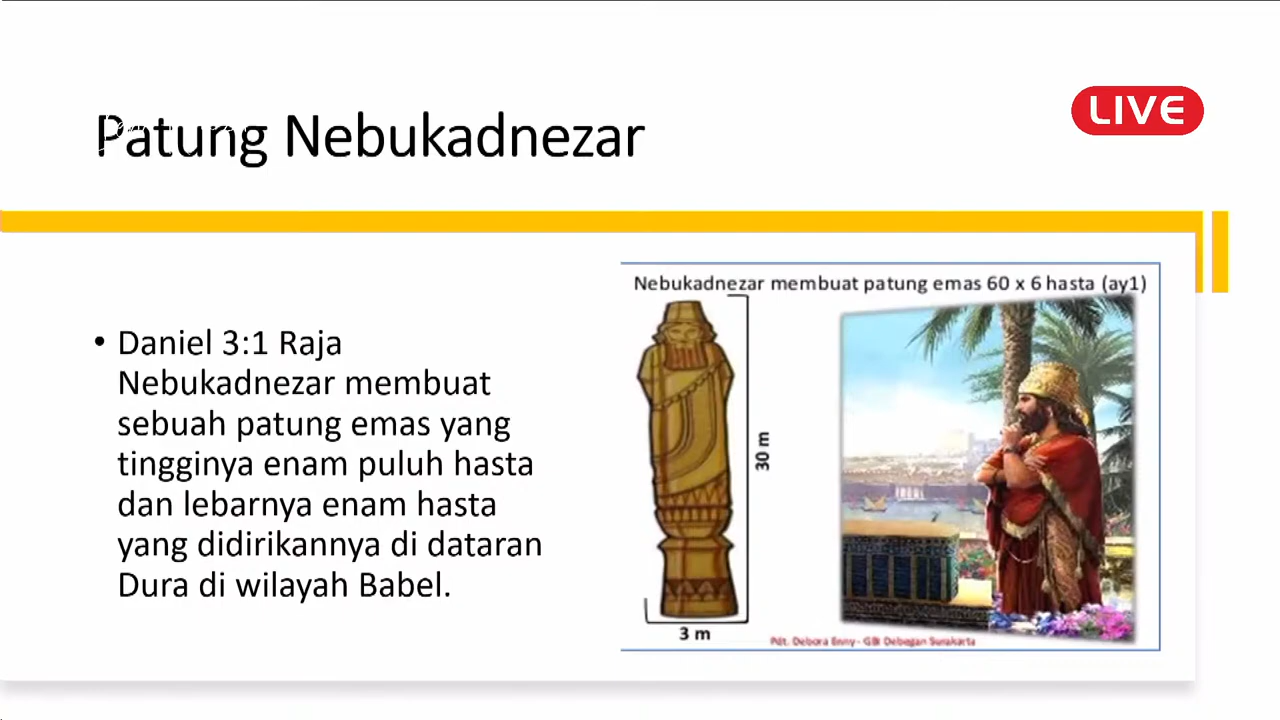 LIVE
Patung Nebukadnezar
• Daniel 3:1 Raja
Nebukadnezar membuat
sebuah patung emas yang
tingginya enam puluh hasta
dan lebarnya enam hasta
yang didirikannya di dataran
Dura di wilayah Babel.
Nebukadnezar membuat patung emas 60 x 6 hasta (ay1)
30 m
3 m
Pdt. Debora Enny - GBI Debegan Surakarta